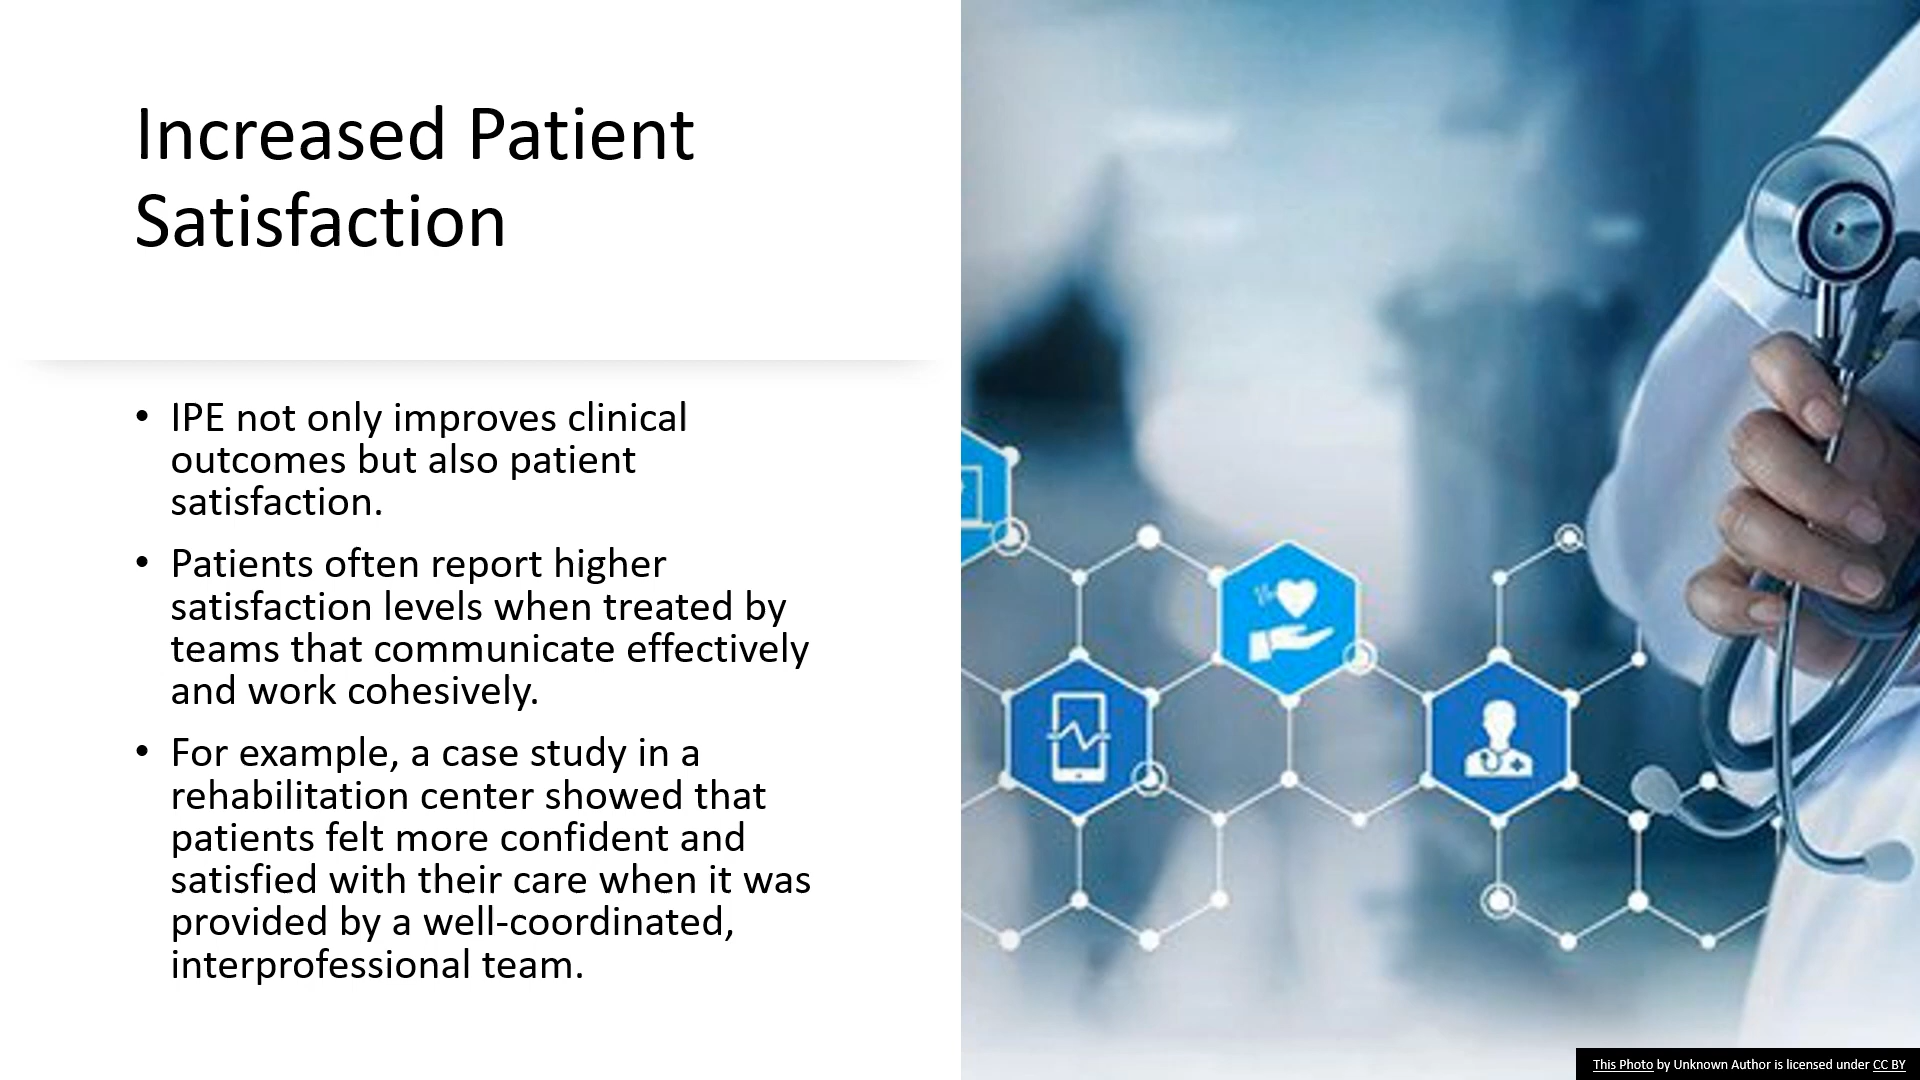 Increased Patient
Satisfaction
• IPE not only improves clinical
outcomes but also patient
satisfaction.
• Patients often report higher
satisfaction levels when treated by
teams that communicate effectively
and work cohesively.
• For example, a case study in a
rehabilitation center showed that
patients felt more confident and
satisfied with their care when it was
provided by a well-coordinated,
interprofessional team.
This Photo by Unknown Author is licensed under CC BY